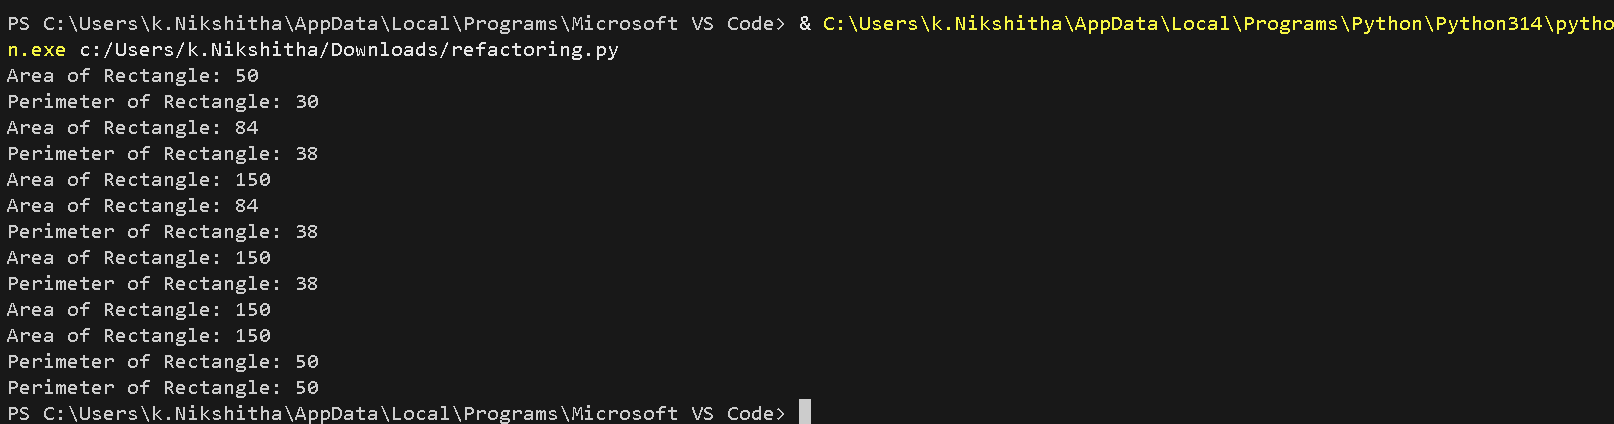 PS C:\Users\k.Nikshitha\AppData\Local\Programs\Microsoft VS Code> & C:\Users\k.Nikshitha\AppData\Local\Programs\Python\Python314\pytho
n.exe c:/Users/k.Nikshitha/Downloads/refactoring.py
Area of Rectangle: 50
Perimeter of Rectangle: 30
Area of Rectangle: 84
Perimeter of Rectangle: 38
Area of Rectangle: 150
Area of Rectangle: 84
Perimeter of Rectangle: 38
Area of Rectangle: 150
Perimeter of Rectangle: 38
Area of Rectangle: 150
Area of Rectangle: 150
Perimeter of Rectangle: 50
Perimeter of Rectangle: 50
PS C:\Users\k.Nikshitha\AppData\Local\Programs\Microsoft VS Code>